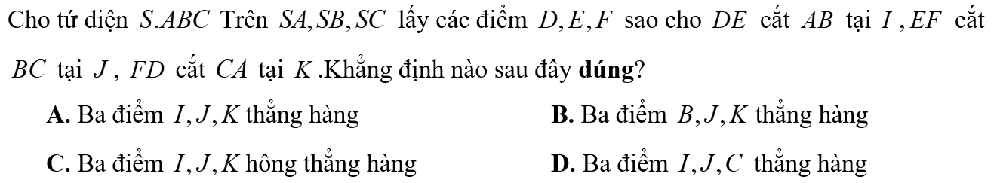 Cho tứ diện S.ABC Trên SA,SB,SC lấy các điểm D,E,F sao cho DE cắt AB tại I ,EF cắt
BC tại J , FD cắt CA tại K .Khẳng định nào sau đây đúng?
A. Ba điểm I,J,K thẳng hàng B. Ba điểm B,J,K thẳng hàng
C. Ba điểm I,J,K hông thẳng hàng D. Ba điểm I,J,C thẳng hàng